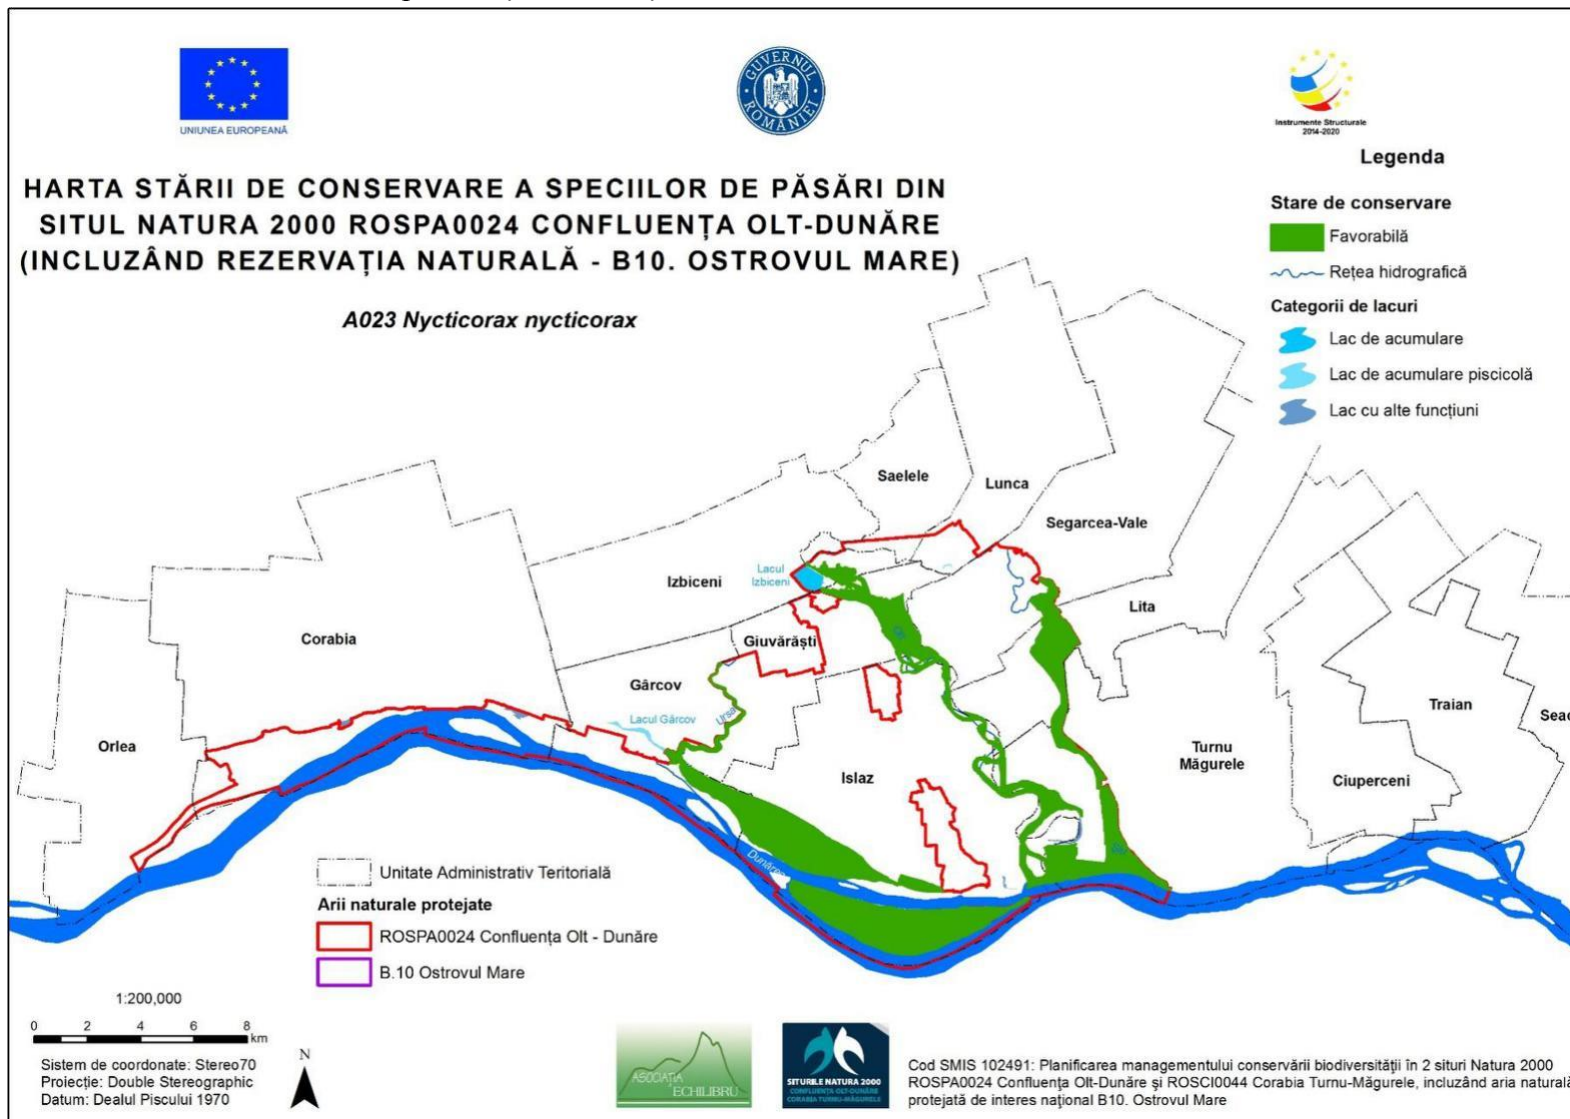 UNIUNEA EUROPEANĂ
GUVERNUL ROMÂNIEI
Instrumente Structurale
2014-2020
HARTA STĂRII DE CONSERVARE A SPECIILOR DE PĂSĂRI DIN
SITUL NATURA 2000 ROSPA0024 CONFLUENȚA OLT-DUNĂRE
(INCLUZÂND REZERVAȚIA NATURALĂ - B10. OSTROVUL MARE)
A023 Nycticorax nycticorax
Legenda
Stare de conservare
Favorabilă
Rețea hidrografică
Categorii de lacuri
Lac de acumulare
Lac de acumulare piscicolă
Lac cu alte funcțiuni
Saelele
Lunca
Segarcea-Vale
Izbiceni
Lacul
Izbiceni
Lita
Corabia
Giuvărăști
Gârcov
Lacul Gârcov
Ursa
Olt
Orlea
Islaz
Turnu
Măgurele
Traian
Seac
Ciuperceni
Dunărea
Siu
Unitate Administrativ Teritorială
Arii naturale protejate
ROSPA0024 Confluența Olt - Dunăre
B.10 Ostrovul Mare
1:200,000
0 2 4 6 8
km
N
Sistem de coordonate: Stereo70
Proiecție: Double Stereographic
Datum: Dealul Piscului 1970
ASOCIAȚIA
ECHILIBRU
SITURILE NATURA 2000
CONFLUENȚA OLT-DUNĂRE
CORABIA TURNU-MĂGURELE
Cod SMIS 102491: Planificarea managementului conservării biodiversităţii în 2 situri Natura 2000
ROSPA0024 Confluenţa Olt-Dunăre şi ROSCI0044 Corabia Turnu-Măgurele, incluzând aria naturală
protejată de interes naţional B10. Ostrovul Mare